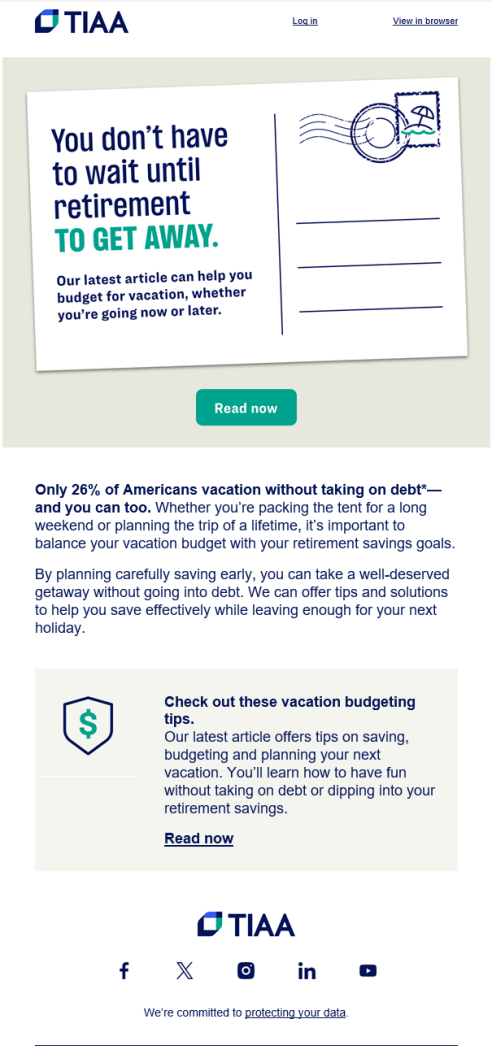 TIAA
Log in
View in browser
You don't have
to wait until
retirement
TO GET AWAY.
Our latest article can help you
budget for vacation, whether
you're going now or later.
Read now
Only 26% of Americans vacation without taking on debt*—
and you can too. Whether you're packing the tent for a long
weekend or planning the trip of a lifetime, it's important to
balance your vacation budget with your retirement savings goals.
By planning carefully saving early, you can take a well-deserved
getaway without going into debt. We can offer tips and solutions
to help you save effectively while leaving enough for your next
holiday.
$
Check out these vacation budgeting
tips.
Our latest article offers tips on saving,
budgeting and planning your next
vacation. You'll learn how to have fun
without taking on debt or dipping into your
retirement savings.
Read now
TIAA
We're committed to protecting your data.